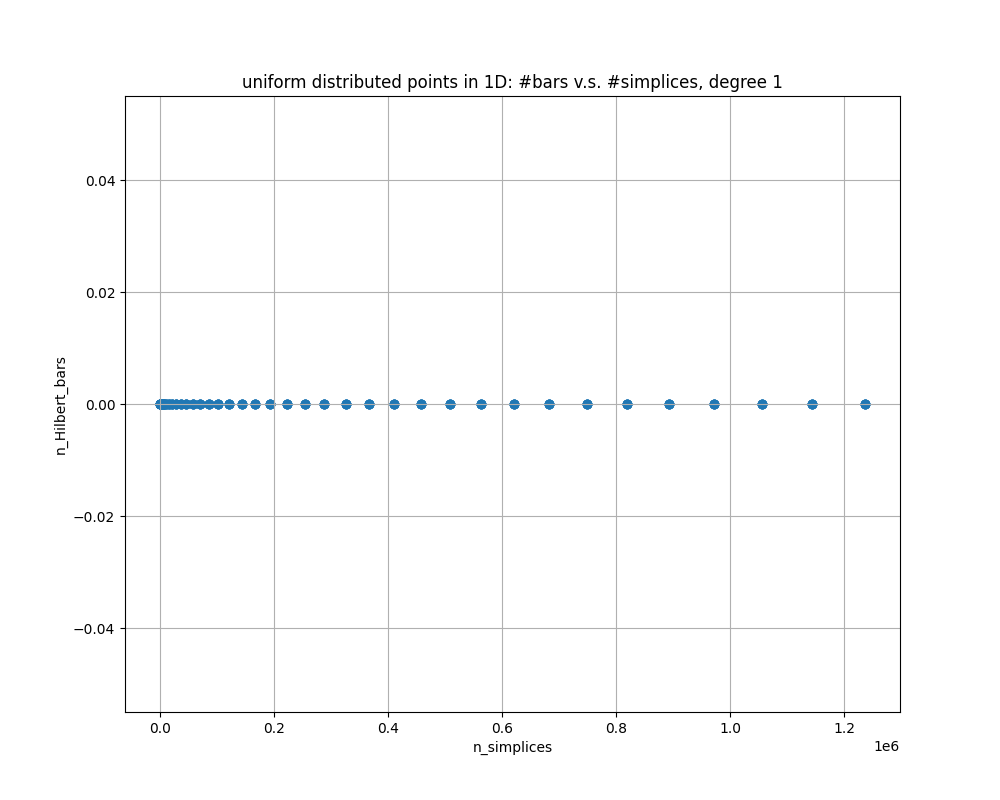 uniform distributed points in 1D: #bars v.s. #simplices, degree 1
n_Hilbert_bars
0.04
0.02
0.00
−0.02
−0.04
0.0 0.2 0.4 0.6 0.8 1.0 1.2
1e6
n_simplices